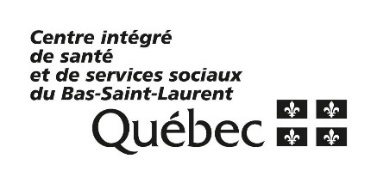 Centre intégré
de santé
et de services sociaux
du Bas-Saint-Laurent
Québec